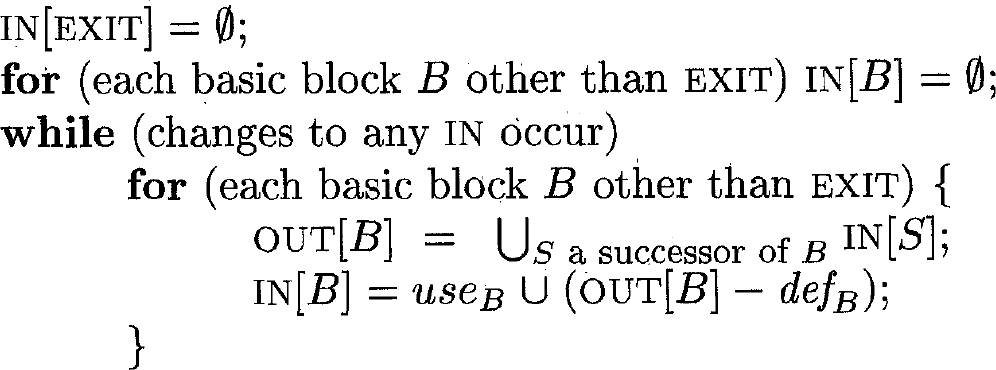 IN[EXIT] = ∅;
for (each basic block B other than EXIT) IN[B] = ∅;
while (changes to any IN occur)
for (each basic block B other than EXIT) {
OUT[B] = ⋃_S a successor of B IN[S];
IN[B] = use_B ∪ (OUT[B] − def_B);
}